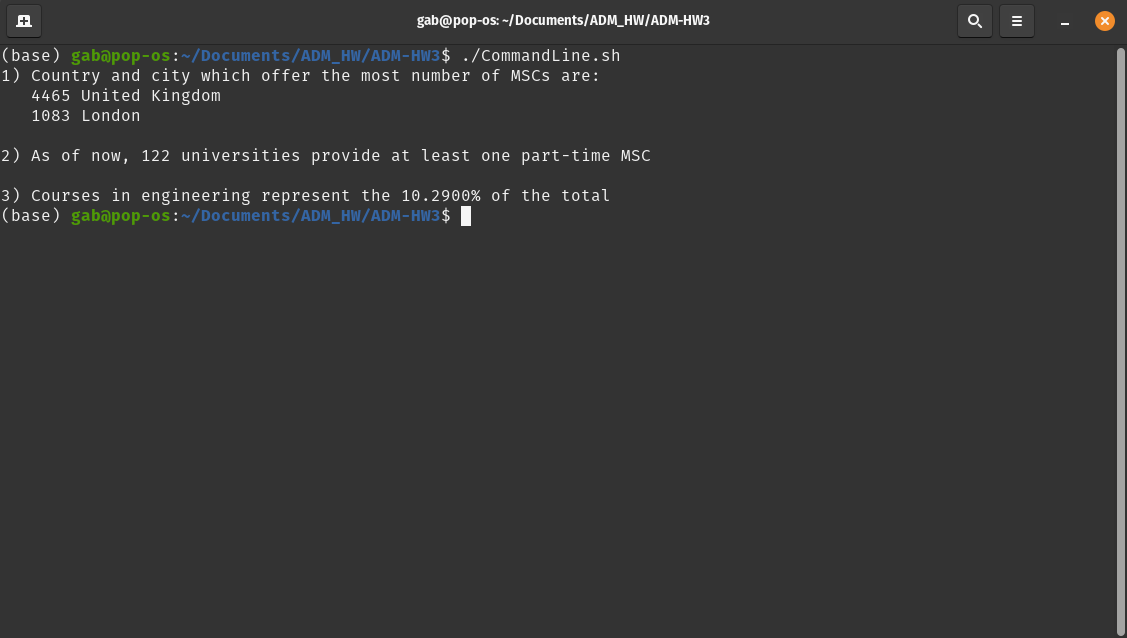 gab@pop-os: ~/Documents/ADM_HW/ADM-HW3
(base) gab@pop-os:~/Documents/ADM_HW/ADM-HW3$ ./CommandLine.sh
1) Country and city which offer the most number of MSCs are:
   4465 United Kingdom
   1083 London

2) As of now, 122 universities provide at least one part-time MSC

3) Courses in engineering represent the 10.2900% of the total
(base) gab@pop-os:~/Documents/ADM_HW/ADM-HW3$